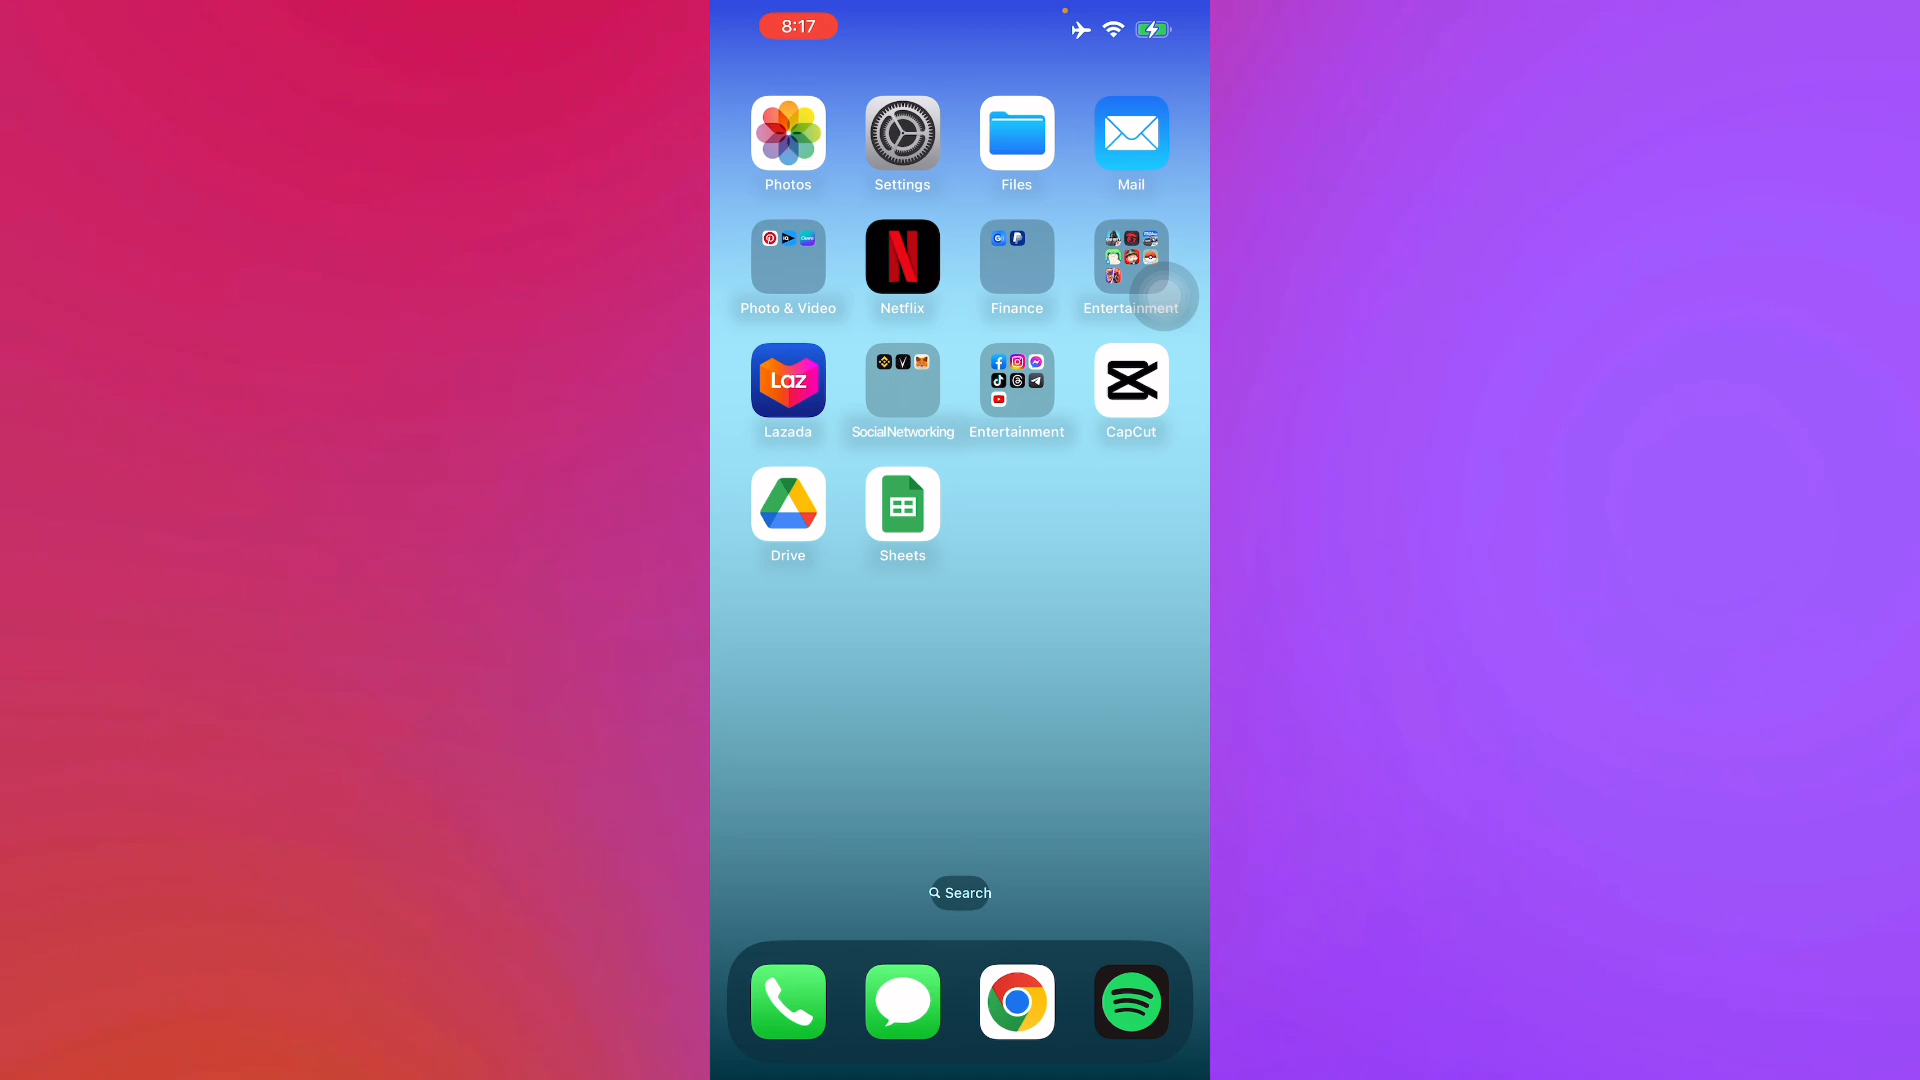 8:17
Photos
Settings
Files
Mail
Photo & Video
Netflix
Finance
Entertainment
Laz
Lazada
SocialNetworking
Entertainment
CapCut
Drive
Sheets
Search